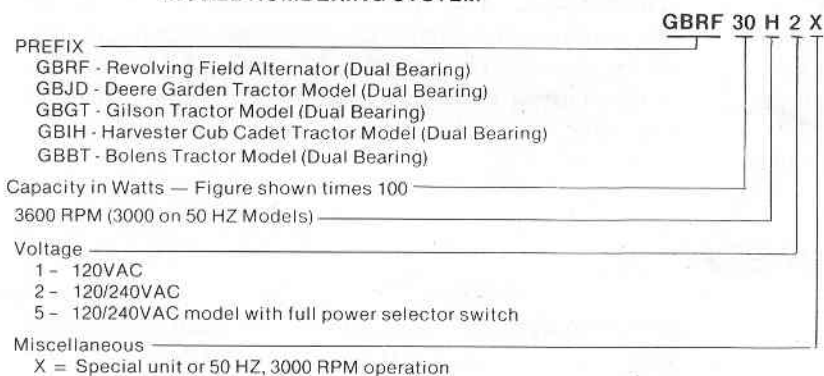 GBRF 30 H 2 X
PREFIX
GBRF - Revolving Field Alternator (Dual Bearing)
GBJD - Deere Garden Tractor Model (Dual Bearing)
GBGT - Gilson Tractor Model (Dual Bearing)
GBIH - Harvester Cub Cadet Tractor Model (Dual Bearing)
GBBT - Bolens Tractor Model (Dual Bearing)
Capacity in Watts — Figure shown times 100
3600 RPM (3000 on 50 HZ Models)
Voltage
1 - 120VAC
2 - 120/240VAC
5 - 120/240VAC model with full power selector switch
Miscellaneous
X = Special unit or 50 HZ, 3000 RPM operation